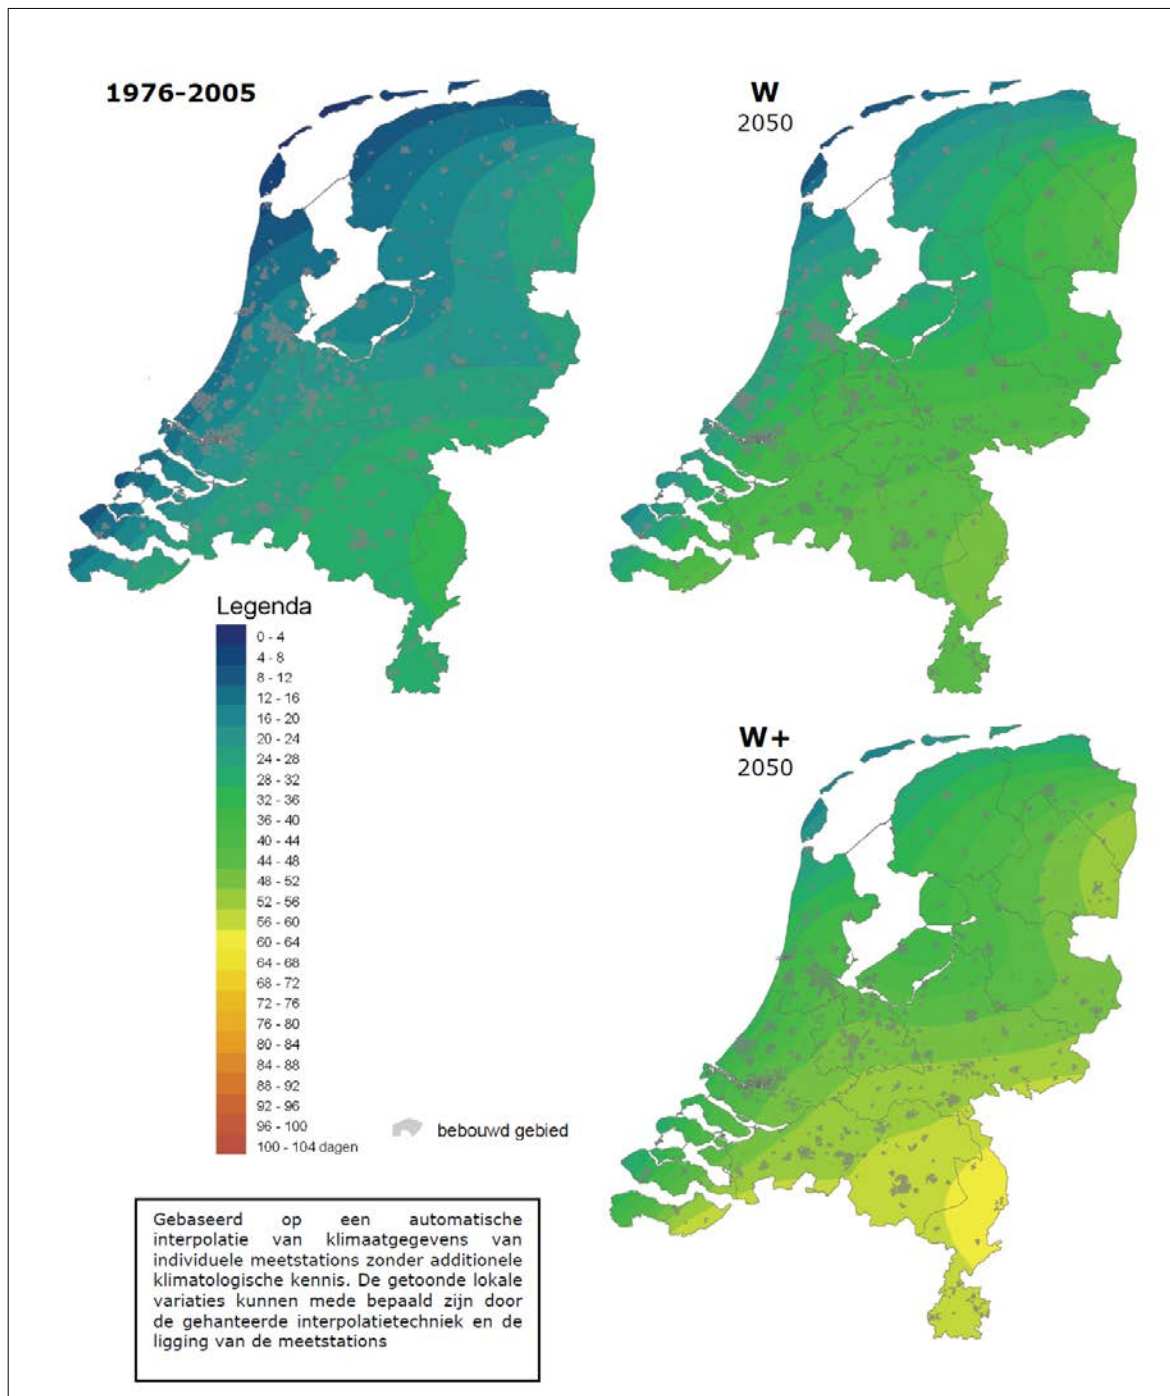 1976-2005
W
2050
W+
2050
Legenda
0 - 4
4 - 8
8 - 12
12 - 16
16 - 20
20 - 24
24 - 28
28 - 32
32 - 36
36 - 40
40 - 44
44 - 48
48 - 52
52 - 56
56 - 60
60 - 64
64 - 68
68 - 72
72 - 76
76 - 80
80 - 84
84 - 88
88 - 92
92 - 96
96 - 100
100 - 104 dagen
bebouwd gebied
Gebaseerd op een automatische
interpolatie van klimaatgegevens van
individuele meetstations zonder additionele
klimatologische kennis. De getoonde lokale
variaties kunnen mede bepaald zijn door
de gehanteerde interpolatietechniek en de
ligging van de meetstations